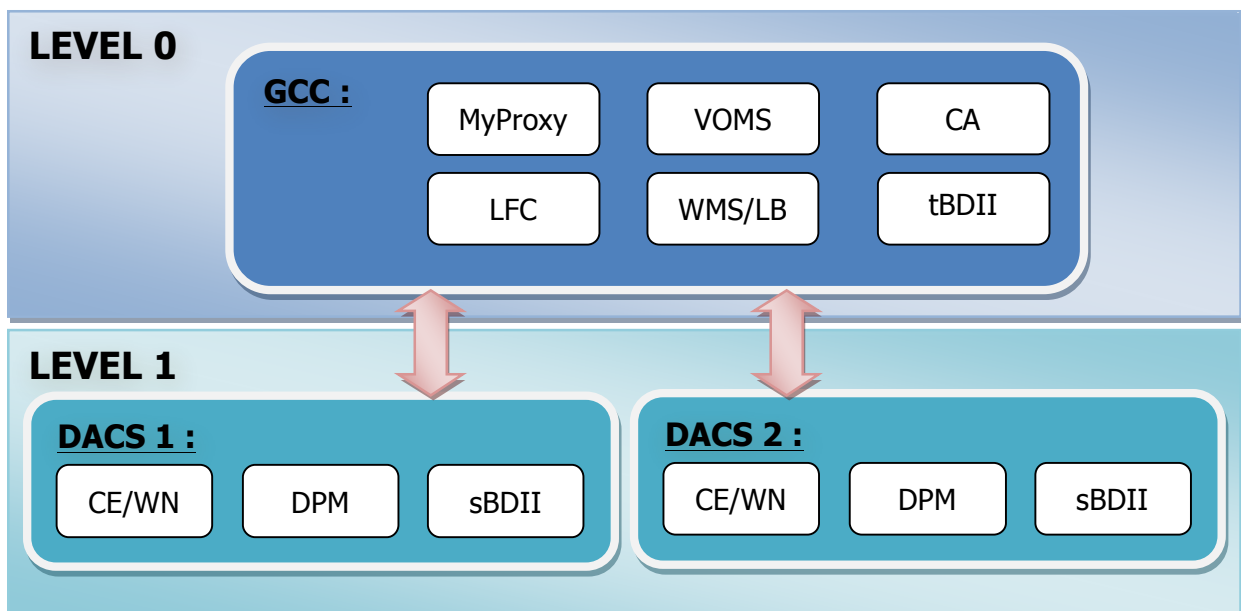 LEVEL 0
GCC :
MyProxy
VOMS
CA
LFC
WMS/LB
tBDII
LEVEL 1
DACS 1 :
CE/WN
DPM
sBDII
DACS 2 :
CE/WN
DPM
sBDII